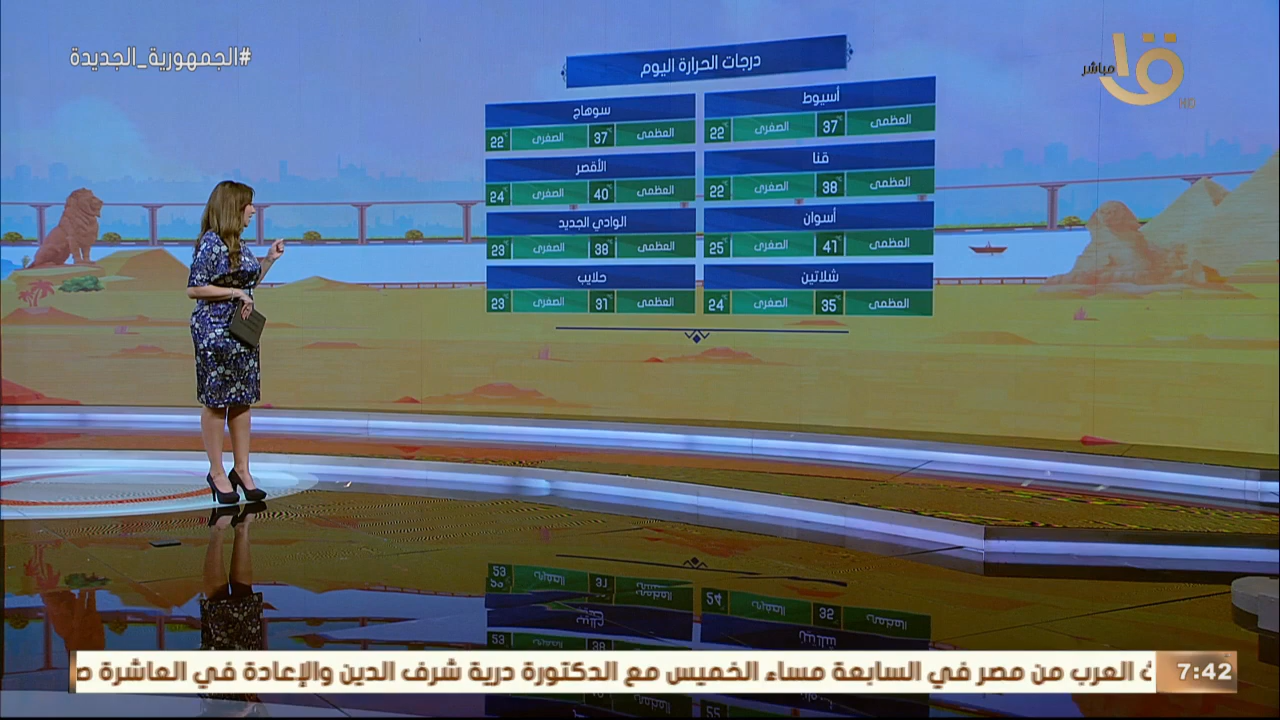 #الجمهورية_الجديدة
مباشر
HD
درجات الحرارة اليوم
أسيوط
العظمى 37 الصغرى 22
سوهاج
العظمى 37 الصغرى 22
قنا
العظمى 38 الصغرى 22
الأقصر
العظمى 40 الصغرى 24
أسوان
العظمى 41 الصغرى 25
الوادي الجديد
العظمى 38 الصغرى 23
شلاتين
العظمى 35 الصغرى 24
حلايب
العظمى 31 الصغرى 23
7:42 العرب من مصر في السابعة مساء الخميس مع الدكتورة درية شرف الدين والإعادة في العاشرة